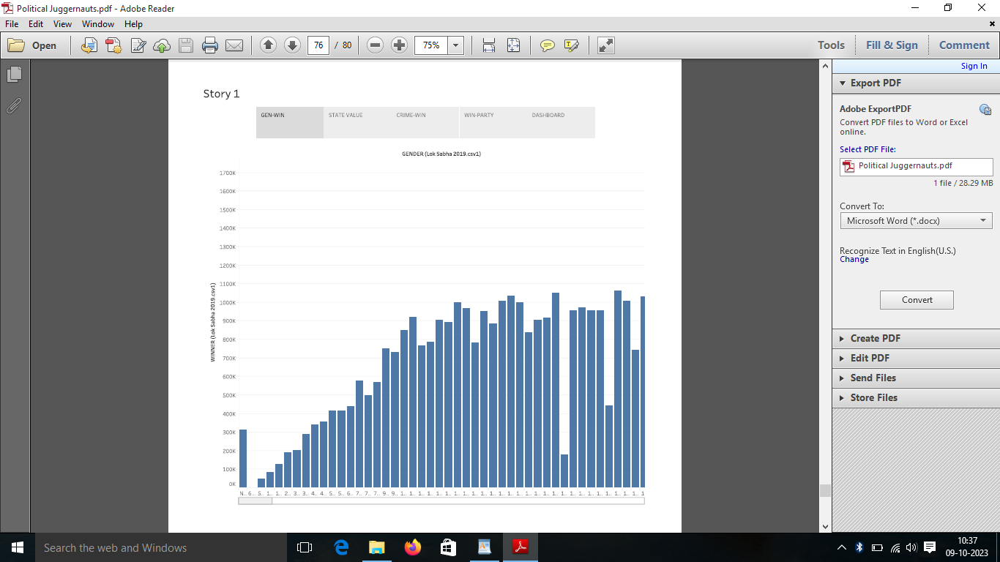 Political Juggernauts.pdf - Adobe Reader
File Edit View Window Help
Open 76 / 80 75% Tools Fill & Sign Comment
Sign In
Export PDF
Adobe ExportPDF
Convert PDF files to Word or Excel
online.
Select PDF File:
Political Juggernauts.pdf
1 file / 28.29 MB
Convert To:
Microsoft Word (*.docx)
Recognize Text in English(U.S.)
Change
Convert
Create PDF
Edit PDF
Send Files
Store Files
Story 1
GEN-WIN STATE VALUE CRIME-WIN WIN-PARTY DASHBOARD
GENDER (Lok Sabha 2019.csv1)
WINNER (Lok Sabha 2019.csv1)
1700K
1600K
1500K
1400K
1300K
1200K
1100K
1000K
900K
800K
700K
600K
500K
400K
300K
200K
100K
0K
N.. 6.. 5.. 1.. 1.. 2.. 3.. 3.. 4.. 4.. 5.. 5.. 6.. 7.. 7.. 7.. 9.. 9.. 1.. 1.. 1.. 1.. 1.. 1.. 1.. 1.. 1.. 1.. 1.. 1.. 1.. 1.. 1.. 1.. 1.. 1.. 1.. 1.. 1.. 1.. 1.. 1.. 1.. 1.. 1.. 1
Search the web and Windows
10:37
09-10-2023